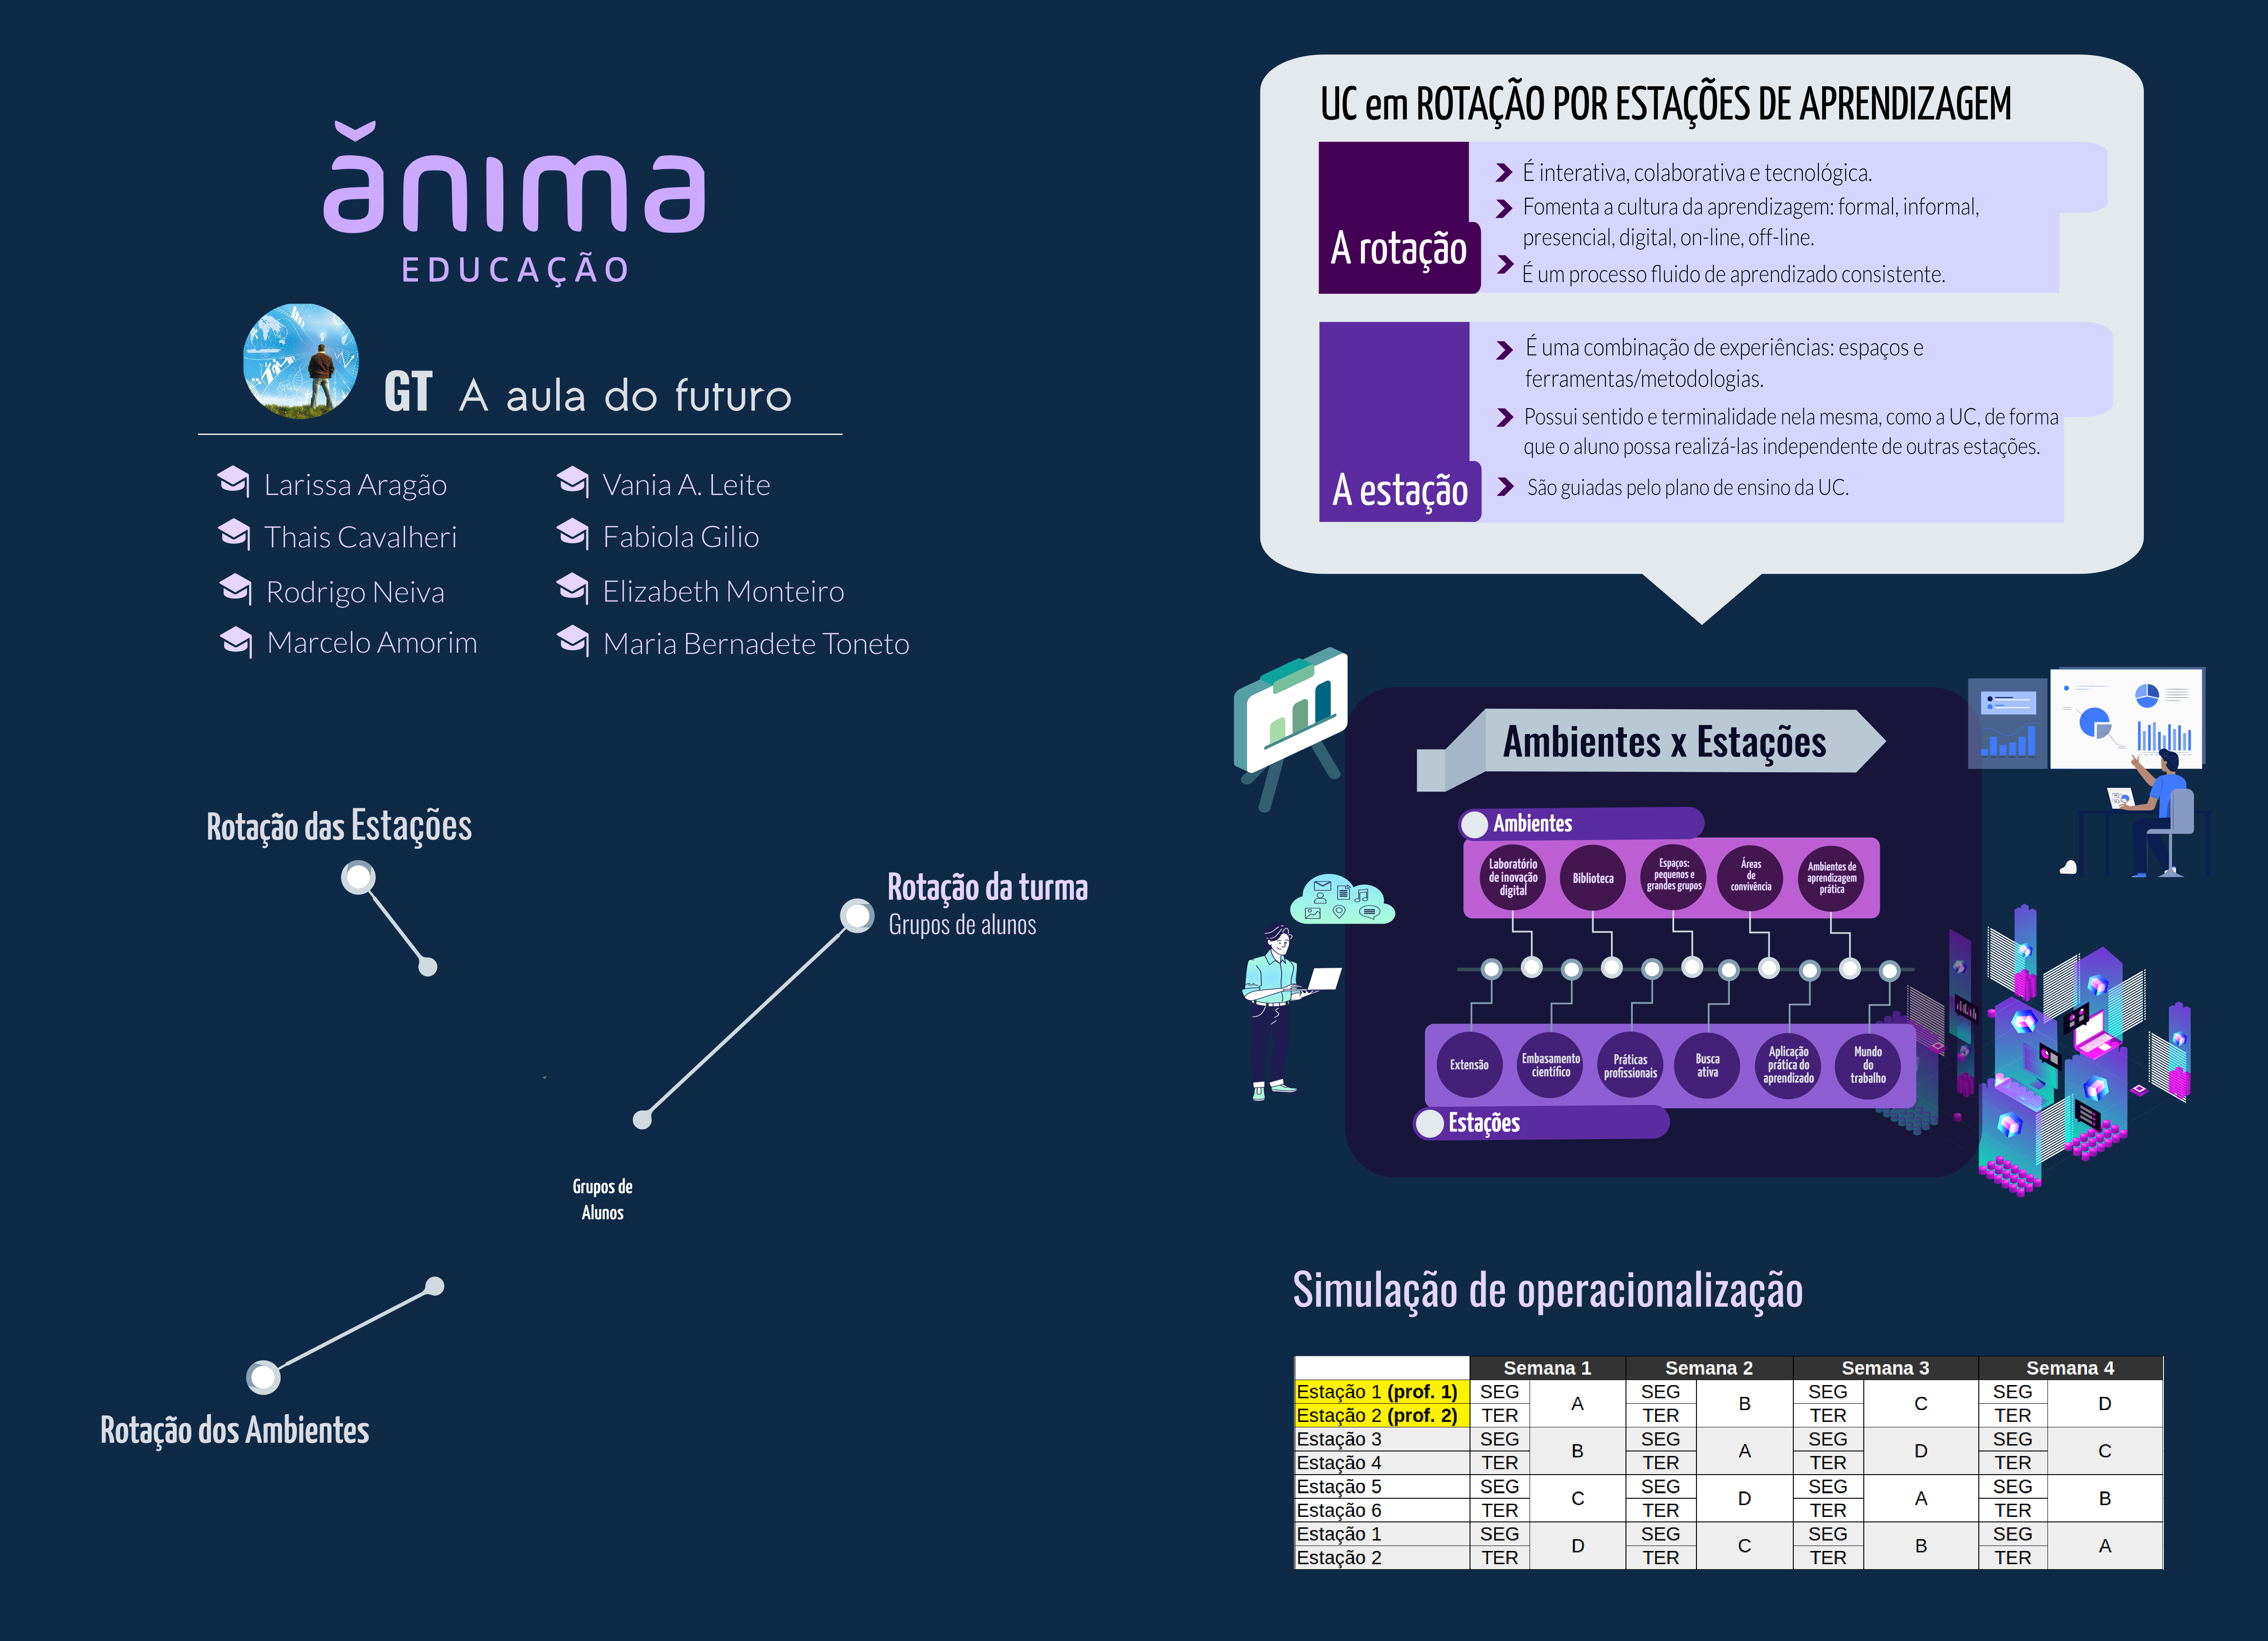 ănıma
EDUCAÇÃO
GT A aula do futuro
Larissa Aragão
Thais Cavalheri
Rodrigo Neiva
Marcelo Amorim
Vania A. Leite
Fabiola Gilio
Elizabeth Monteiro
Maria Bernadete Toneto
Rotação das Estações
Rotação da turma
Grupos de alunos
Grupos de
Alunos
Rotação dos Ambientes
UC em ROTAÇÃO POR ESTAÇÕES DE APRENDIZAGEM
A rotação
É interativa, colaborativa e tecnológica.
Fomenta a cultura da aprendizagem: formal, informal,
presencial, digital, on-line, off-line.
É um processo fluido de aprendizado consistente.
A estação
É uma combinação de experiências: espaços e
ferramentas/metodologias.
Possui sentido e terminalidade nela mesma, como a UC, de forma
que o aluno possa realizá-las independente de outras estações.
São guiadas pelo plano de ensino da UC.
Ambientes x Estações
Ambientes
Laboratório
de inovação
digital
Biblioteca
Espaços:
pequenos e
grandes grupos
Áreas
de
convivência
Ambientes de
aprendizagem
prática
Extensão
Embasamento
científico
Práticas
profissionais
Busca
ativa
Aplicação
prática do
aprendizado
Mundo
do
trabalho
Estações
Simulação de operacionalização
Semana 1 Semana 2 Semana 3 Semana 4
Estação 1 (prof. 1) SEG A SEG B SEG C SEG D
Estação 2 (prof. 2) TER TER TER TER
Estação 3 SEG B SEG A SEG D SEG C
Estação 4 TER TER TER TER
Estação 5 SEG C SEG D SEG A SEG B
Estação 6 TER TER TER TER
Estação 1 SEG D SEG C SEG B SEG A
Estação 2 TER TER TER TER